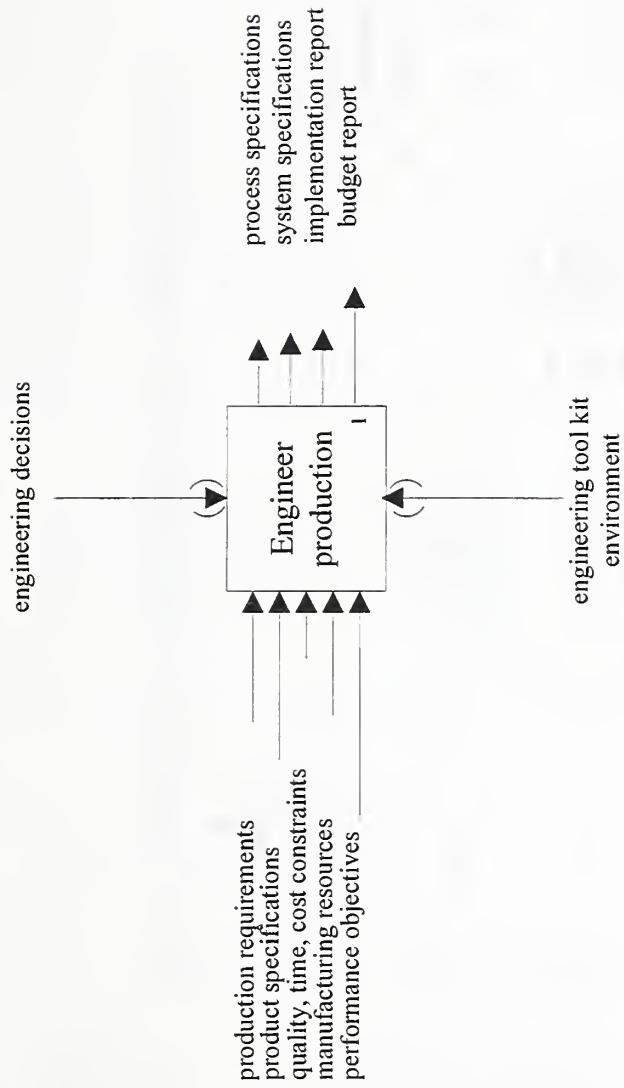 engineering decisions
production requirements
product specifications
quality, time, cost constraints
manufacturing resources
performance objectives
Engineer
production
1
process specifications
system specifications
implementation report
budget report
engineering tool kit
environment